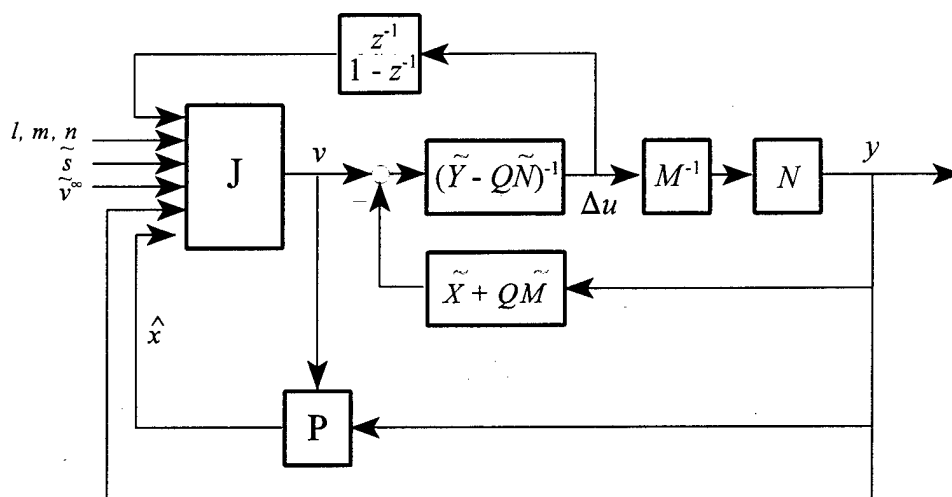 z⁻¹
1 - z⁻¹
l, m, n
s̃
ṽ^∞
J
v
–
(Ỹ - QÑ)⁻¹
Δu
M⁻¹
N
y
X̃ + QM̃
x̂
P